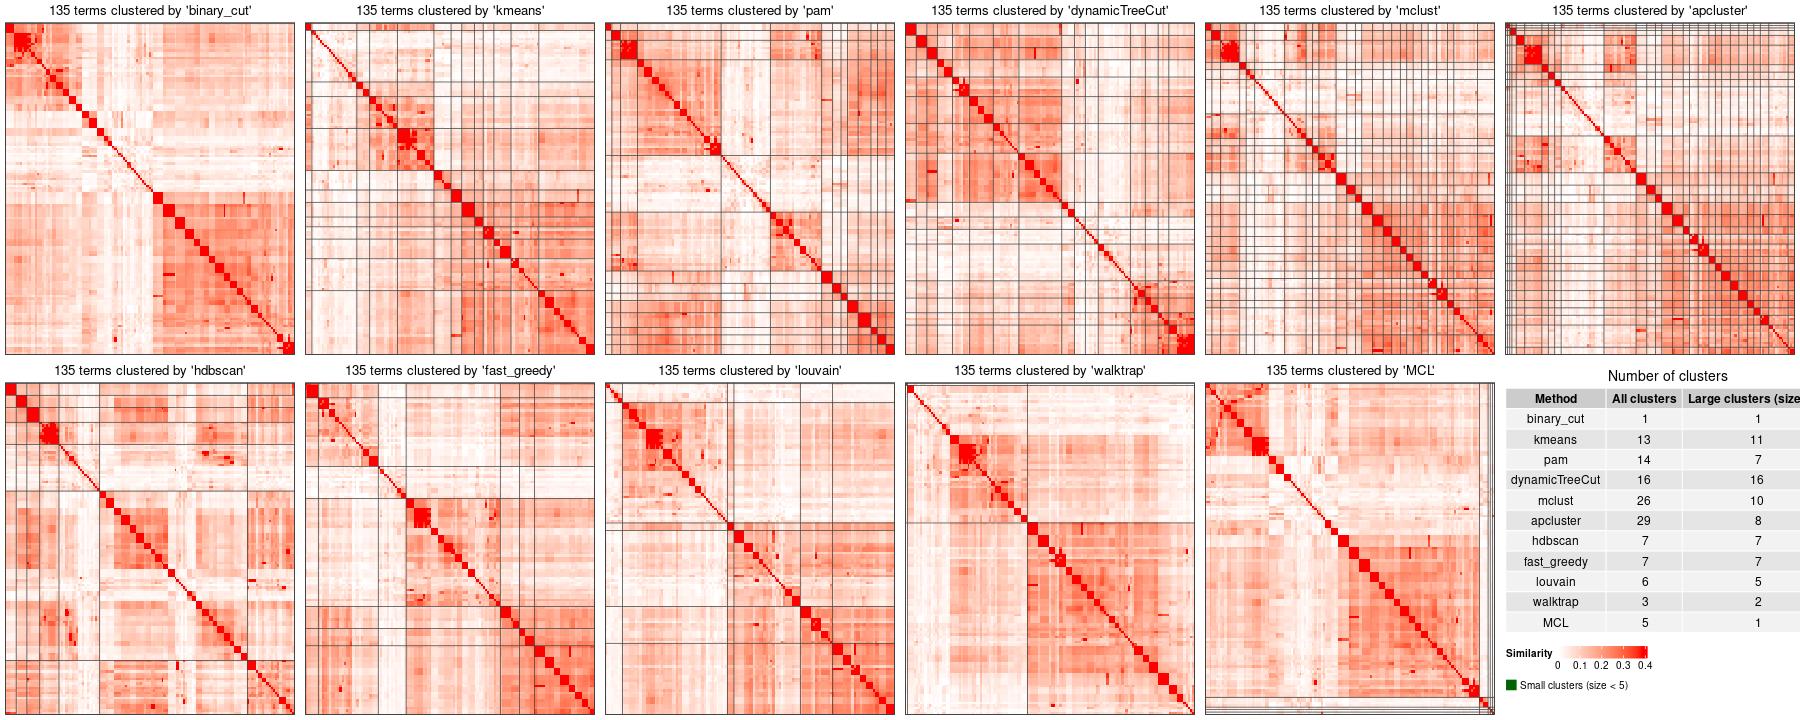 135 terms clustered by 'binary_cut'
135 terms clustered by 'kmeans'
135 terms clustered by 'pam'
135 terms clustered by 'dynamicTreeCut'
135 terms clustered by 'mclust'
135 terms clustered by 'apcluster'
135 terms clustered by 'hdbscan'
135 terms clustered by 'fast_greedy'
135 terms clustered by 'louvain'
135 terms clustered by 'walktrap'
135 terms clustered by 'MCL'
Number of clusters
Method All clusters Large clusters (size
binary_cut 1 1
kmeans 13 11
pam 14 7
dynamicTreeCut 16 16
mclust 26 10
apcluster 29 8
hdbscan 7 7
fast_greedy 7 7
louvain 6 5
walktrap 3 2
MCL 5 1
Similarity
0 0.1 0.2 0.3 0.4
Small clusters (size < 5)